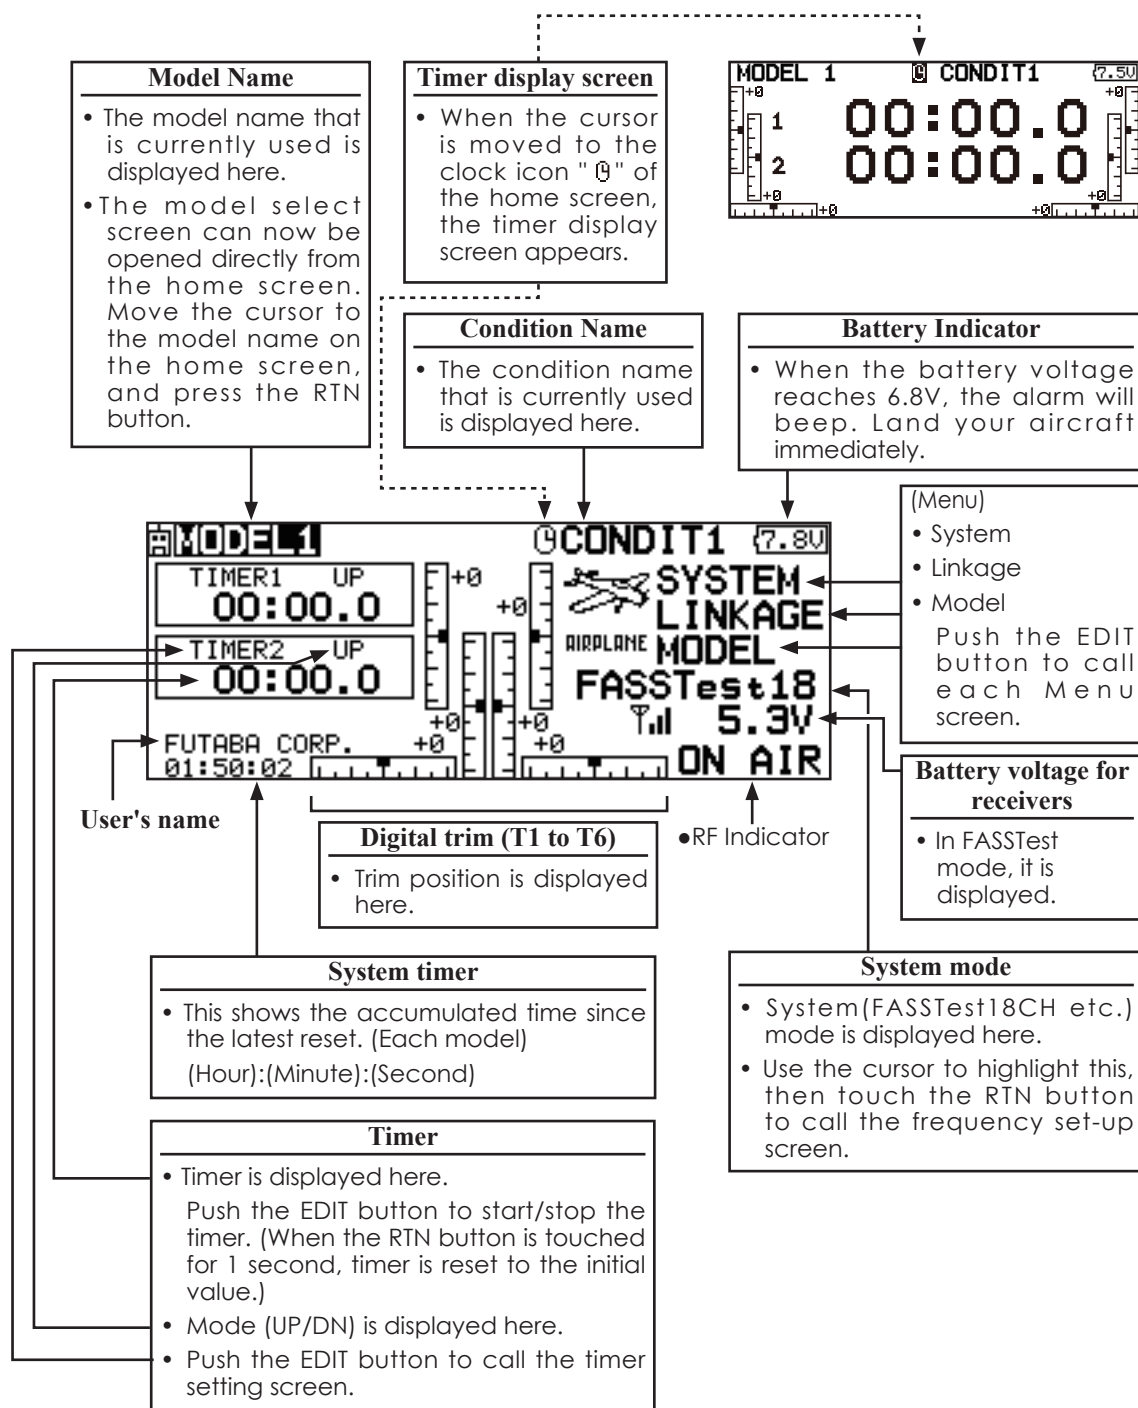 Model Name
• The model name that
is currently used is
displayed here.
• The model select
screen can now be
opened directly from
the home screen.
Move the cursor to
the model name on
the home screen,
and press the RTN
button.
Timer display screen
• When the cursor
is moved to the
clock icon " " of
the home screen,
the timer display
screen appears.
MODEL 1 CONDIT1 7.5V
+0 +0
1 00:00.0
2 00:00.0
+0 +0
+0 +0
Condition Name
• The condition name
that is currently used
is displayed here.
Battery Indicator
• When the battery voltage
reaches 6.8V, the alarm will
beep. Land your aircraft
immediately.
(Menu)
• System
• Linkage
• Model
Push the EDIT
button to call
each Menu
screen.
MODEL1 CONDIT1 7.8V
TIMER1 UP
00:00.0
TIMER2 UP
00:00.0
+0
+0
SYSTEM
LINKAGE
AIRPLANE MODEL
FASSTest18
5.3V
+0 +0
+0 +0
FUTABA CORP.
01:50:02
ON AIR
User's name
Digital trim (T1 to T6)
• Trim position is displayed
here.
●RF Indicator
Battery voltage for
receivers
• In FASSTest
mode, it is
displayed.
System timer
• This shows the accumulated time since
the latest reset. (Each model)
(Hour):(Minute):(Second)
System mode
• System(FASSTest18CH etc.)
mode is displayed here.
• Use the cursor to highlight this,
then touch the RTN button
to call the frequency set-up
screen.
Timer
• Timer is displayed here.
Push the EDIT button to start/stop the
timer. (When the RTN button is touched
for 1 second, timer is reset to the initial
value.)
• Mode (UP/DN) is displayed here.
• Push the EDIT button to call the timer
setting screen.